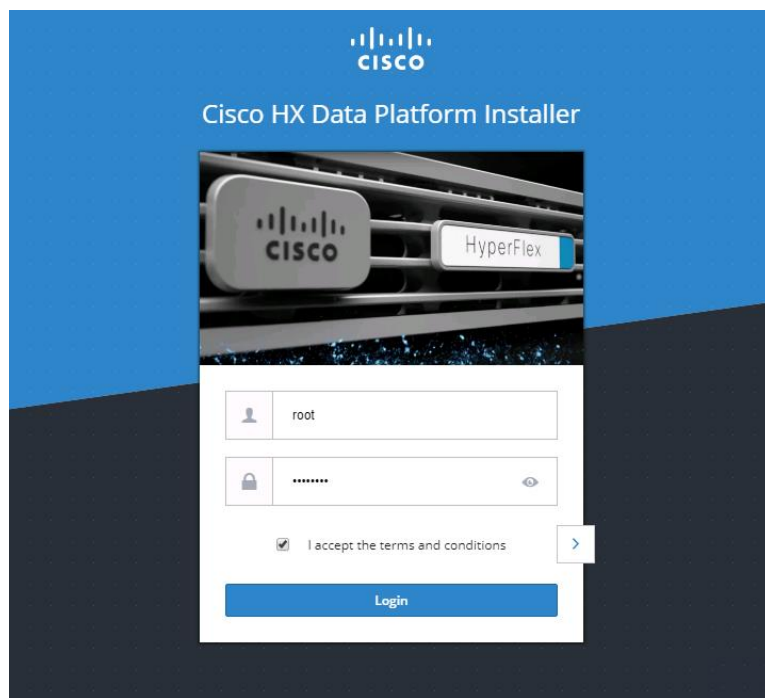 CISCO
Cisco HX Data Platform Installer
CISCO
HyperFlex
root
••••••••
I accept the terms and conditions
Login